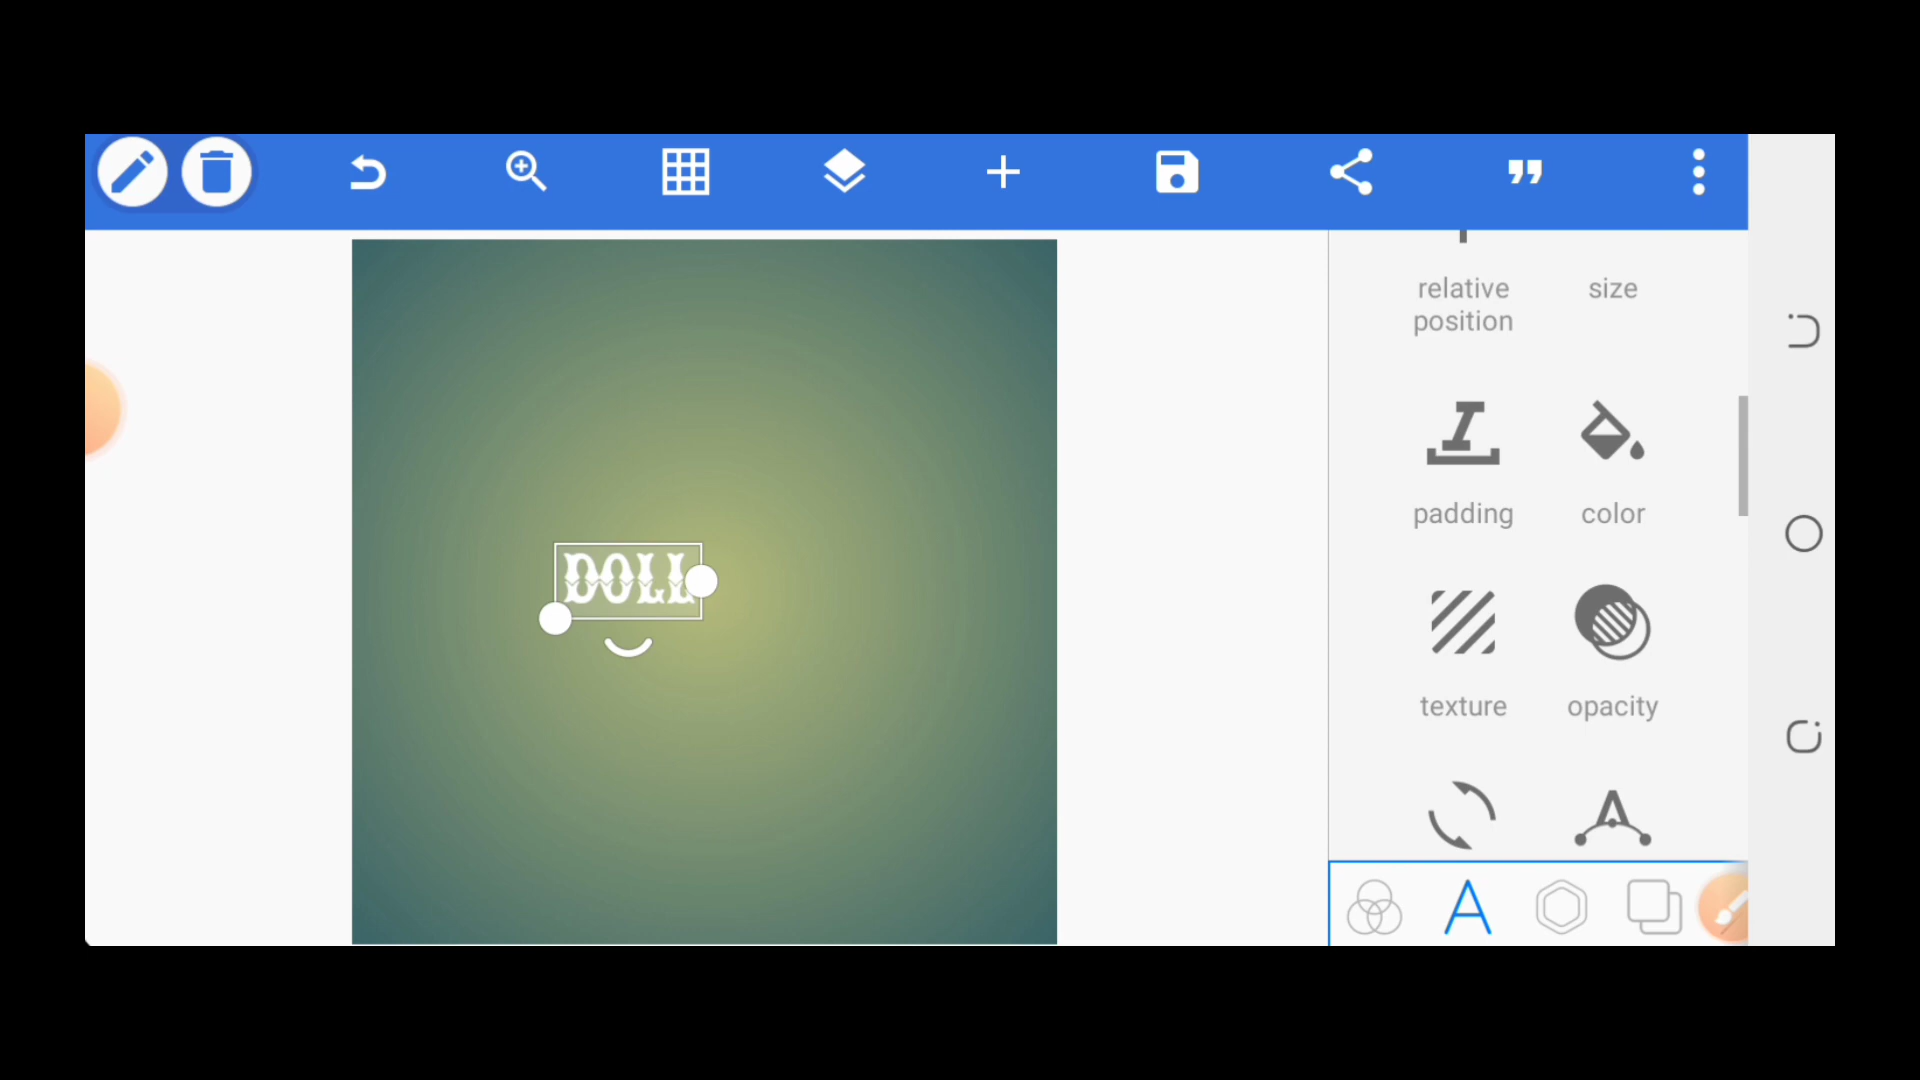 relative position
size
DOLL
padding
color
texture
opacity